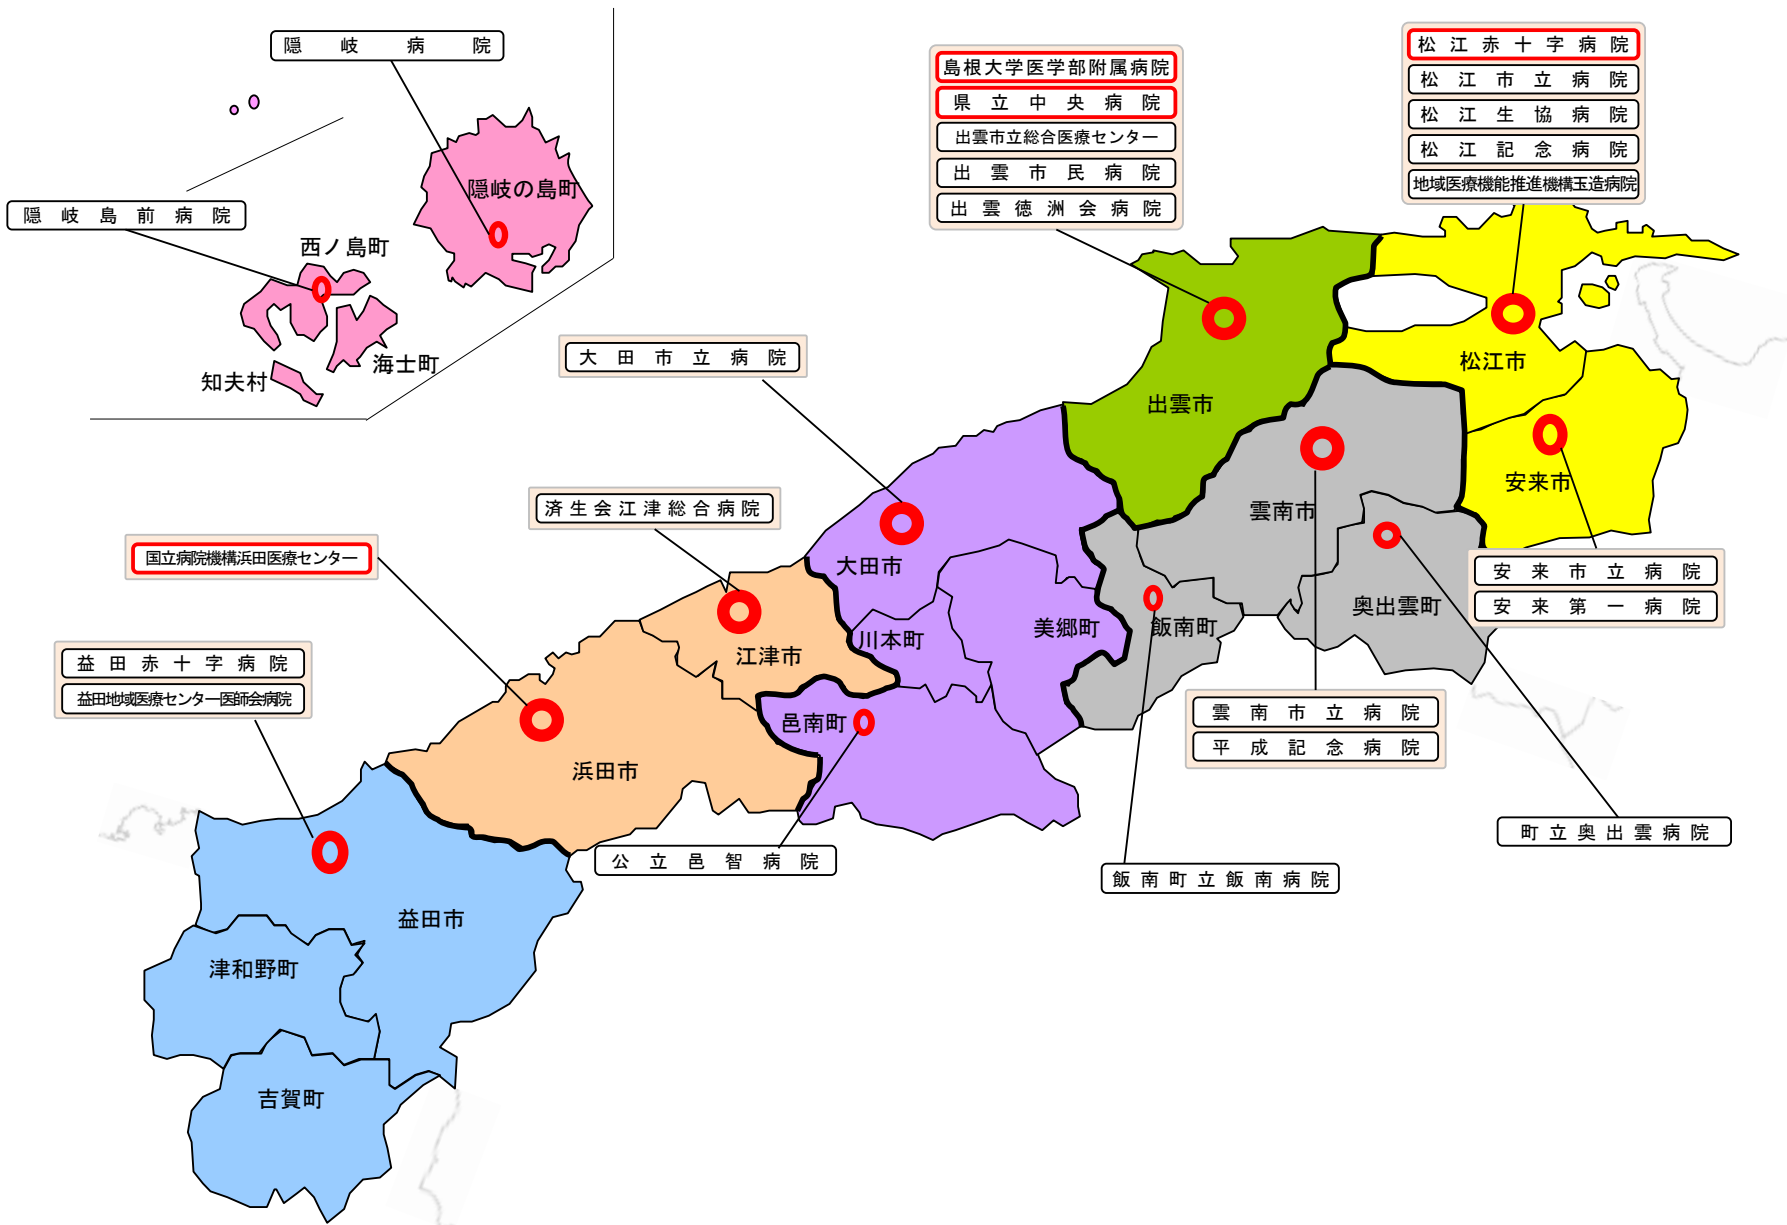 隠岐病院
隠岐島前病院
隠岐の島町
西ノ島町
海士町
知夫村
島根大学医学部附属病院
県立中央病院
出雲市立総合医療センター
出雲市民病院
出雲徳洲会病院
松江赤十字病院
松江市立病院
松江生協病院
松江記念病院
地域医療機能推進機構玉造病院
大田市立病院
出雲市
松江市
安来市
雲南市
済生会江津総合病院
国立病院機構浜田医療センター
大田市
奥出雲町
安来市立病院
安来第一病院
川本町
美郷町
飯南町
江津市
益田赤十字病院
益田地域医療センター医師会病院
邑南町
雲南市立病院
平成記念病院
浜田市
町立奥出雲病院
公立邑智病院
飯南町立飯南病院
益田市
津和野町
吉賀町